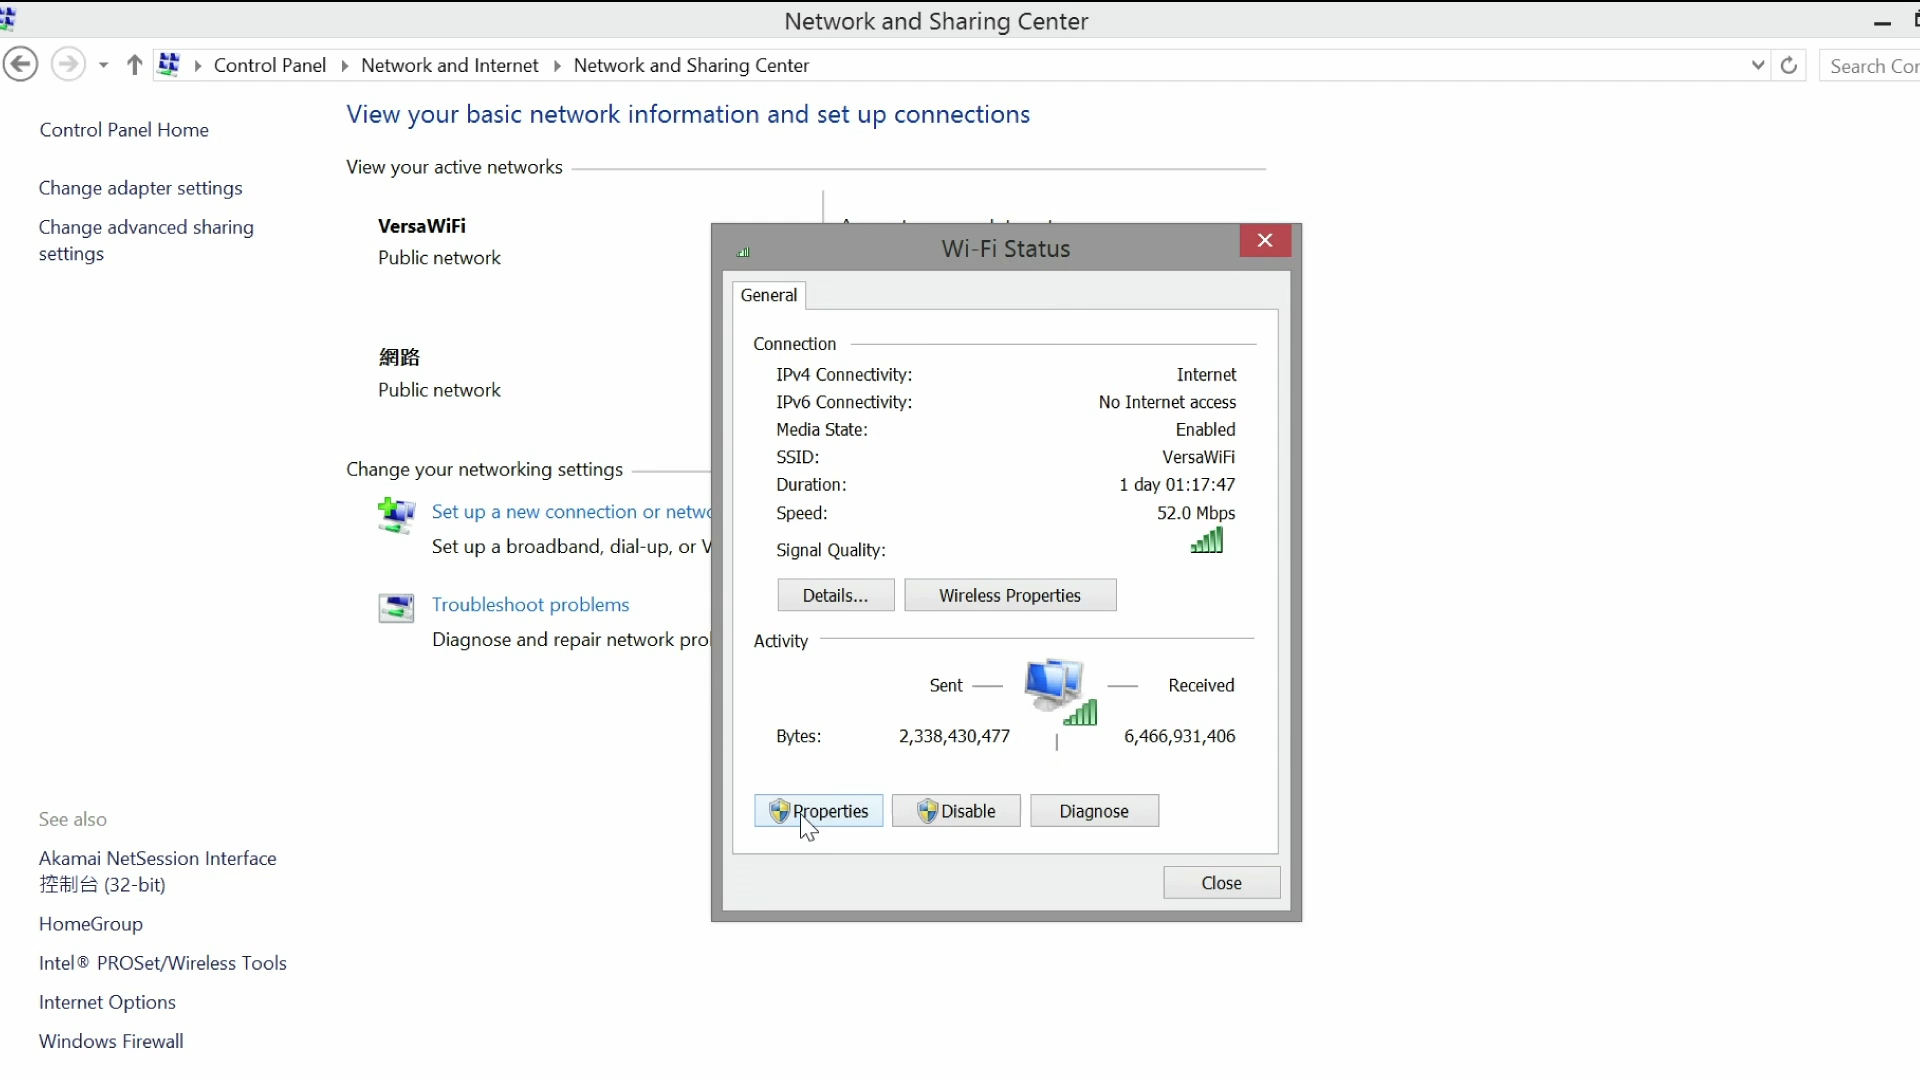 Network and Sharing Center
Control Panel
Network and Internet
Network and Sharing Center
Search
Control Panel Home
Change adapter settings
Change advanced sharing
settings
View your basic network information and set up connections
View your active networks
VersaWiFi
Public network
網路
Public network
Change your networking settings
Set up a new connection or
Set up a broadband, dial-up, or
Troubleshoot problems
Diagnose and repair network
Wi-Fi Status
General
Connection
IPv4 Connectivity: Internet
IPv6 Connectivity: No Internet access
Media State: Enabled
SSID: VersaWiFi
Duration: 1 day 01:17:47
Speed: 52.0 Mbps
Signal Quality:
Details... Wireless Properties
Activity
Sent Received
Bytes: 2,338,430,477 6,466,931,406
Properties Disable Diagnose
Close
See also
Akamai NetSession Interface
控制台 (32-bit)
HomeGroup
Intel® PROSet/Wireless Tools
Internet Options
Windows Firewall